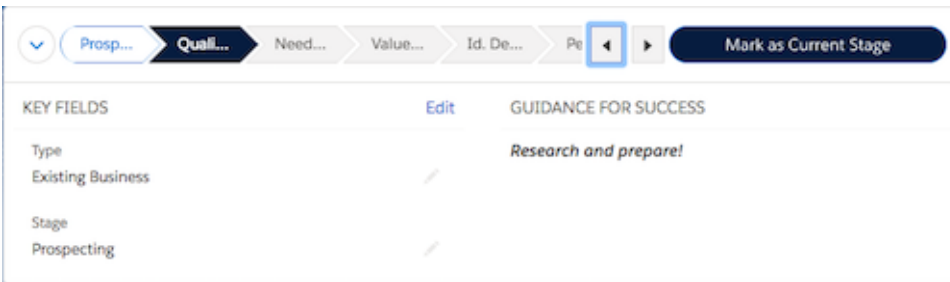 Prosp... Quali... Need... Value... Id. De... Pe Mark as Current Stage
KEY FIELDS Edit GUIDANCE FOR SUCCESS
Type Research and prepare!
Existing Business
Stage
Prospecting